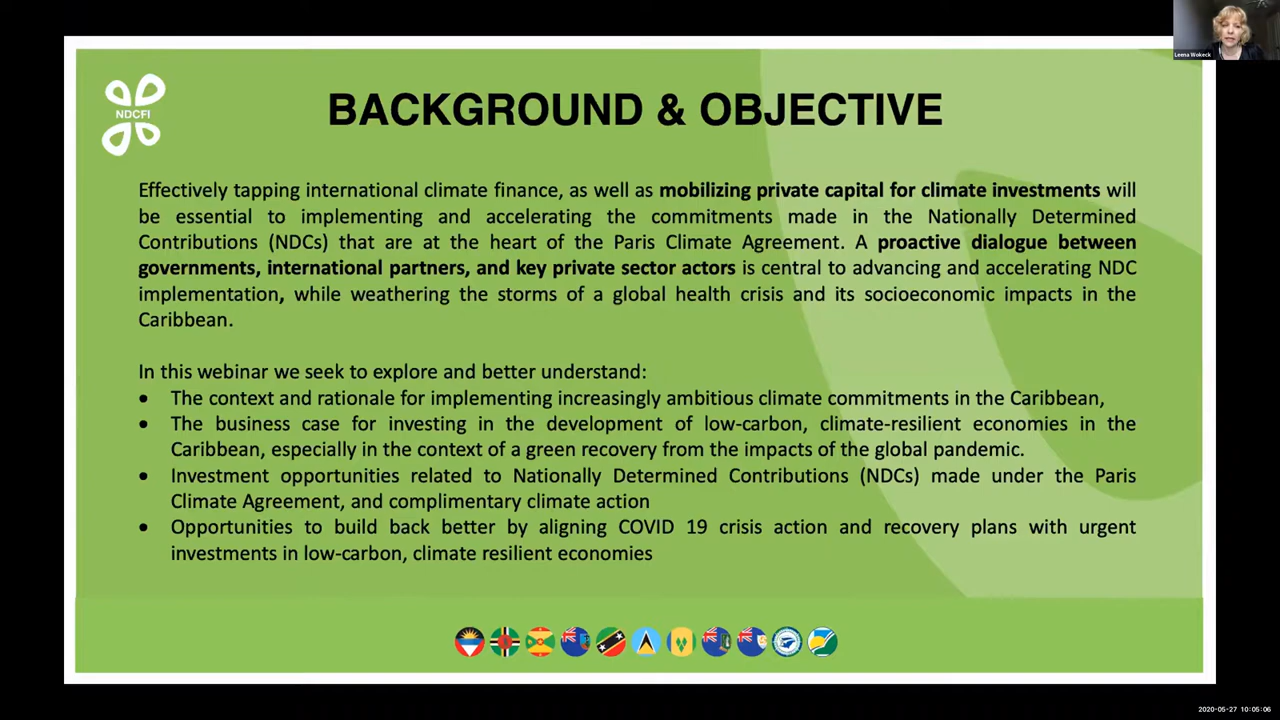 Leena Wokeck
NDCFI
BACKGROUND & OBJECTIVE
Effectively tapping international climate finance, as well as mobilizing private capital for climate investments will
be essential to implementing and accelerating the commitments made in the Nationally Determined
Contributions (NDCs) that are at the heart of the Paris Climate Agreement. A proactive dialogue between
governments, international partners, and key private sector actors is central to advancing and accelerating NDC
implementation, while weathering the storms of a global health crisis and its socioeconomic impacts in the
Caribbean.
In this webinar we seek to explore and better understand:
• The context and rationale for implementing increasingly ambitious climate commitments in the Caribbean,
• The business case for investing in the development of low-carbon, climate-resilient economies in the
Caribbean, especially in the context of a green recovery from the impacts of the global pandemic.
• Investment opportunities related to Nationally Determined Contributions (NDCs) made under the Paris
Climate Agreement, and complimentary climate action
• Opportunities to build back better by aligning COVID 19 crisis action and recovery plans with urgent
investments in low-carbon, climate resilient economies
2020-05-27 10:05:06